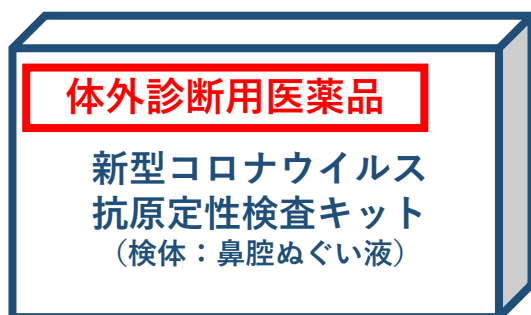 体外診断用医薬品
新型コロナウイルス
抗原定性検査キット
（検体：鼻腔ぬぐい液）